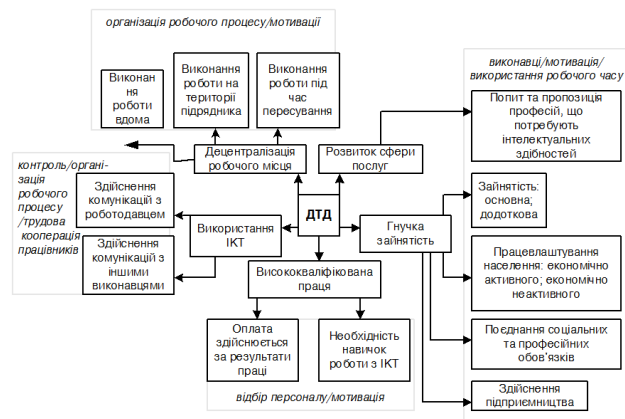 організація робочого процесу/мотивації
виконавці/мотивація/
використання робочого часу
Виконан
ня
роботи
вдома
Виконання
роботи на
території
підрядника
Виконання
роботи під
час
пересування
Попит та пропозиція
професій, що
потребують
інтелектуальних
здібностей
контроль/органі-
зація
робочого
процесу
/трудова
кооперація
працівників
Децентралізація
робочого місця
Розвиток сфери
послуг
Здійснення
комунікацій з
роботодавцем
Зайнятість:
основна;
додоткова
ДТД
Використання
ІКТ
Гнучка
зайнятість
Здійснення
комунікацій з
іншими
виконавцями
Працевлаштування
населення: економічно
активного; економічно
неактивного
Висококваліфікована
праця
Оплата
здійснюється
за результати
праці
Необхідність
навичок
роботи з ІКТ
Поєднання соціальних
та професійних
обов'язків
відбір персоналу/мотивація
Здійснення
підприємництва